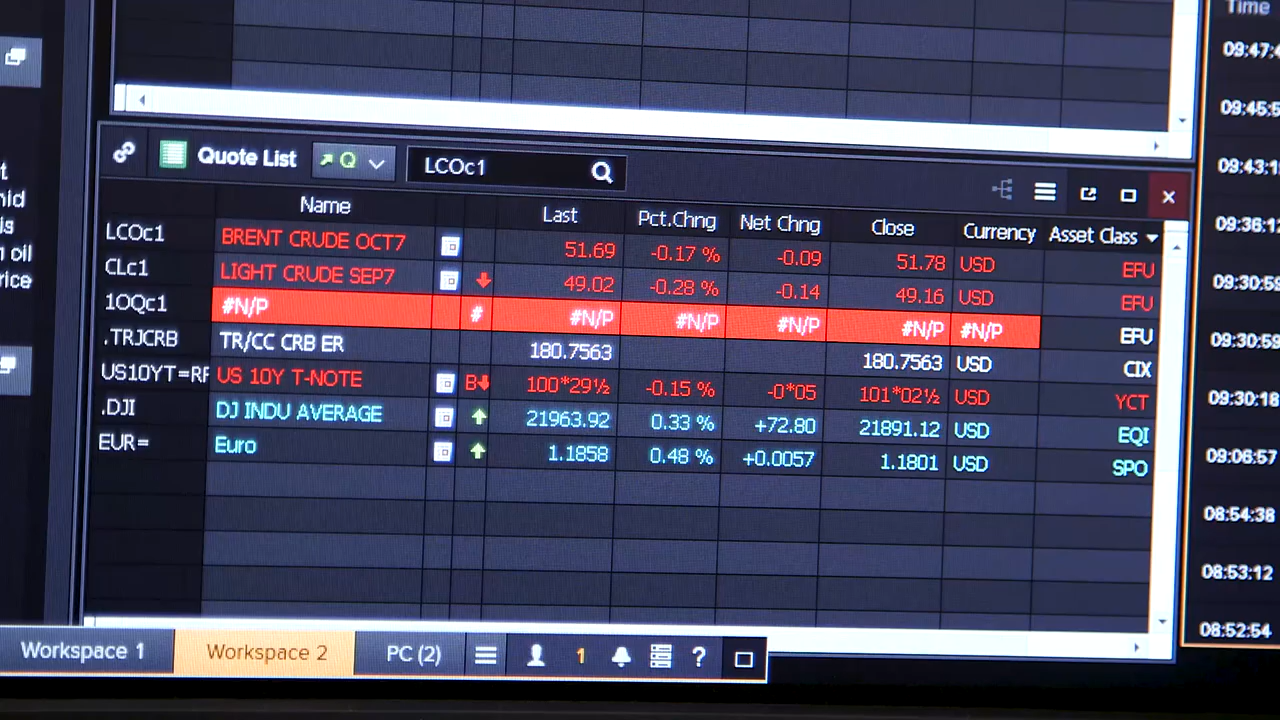 Time
09:47:4
09:45:5
09:43:1
09:36:12
09:30:59
09:30:59
09:30:18
09:06:57
08:54:38
08:53:12
08:52:54
is
oil
rice
Quote List Q LCOc1
Name Last Pct.Chng Net Chng Close Currency Asset Class
LCOc1 BRENT CRUDE OCT7 51.69 -0.17 % -0.09 51.78 USD EFU
CLc1 LIGHT CRUDE SEP7 49.02 -0.28 % -0.14 49.16 USD EFU
1OQc1 #N/P # #N/P #N/P #N/P #N/P #N/P EFU
.TRJCRB TR/CC CRB ER 180.7563 180.7563 USD CIX
US10YT=RF US 10Y T-NOTE B 100*29½ -0.15 % -0*05 101*02½ USD YCT
.DJI DJ INDU AVERAGE 21963.92 0.33 % +72.80 21891.12 USD EQI
EUR= Euro 1.1858 0.48 % +0.0057 1.1801 USD SPO
Workspace 1 Workspace 2 PC (2) 1 ?